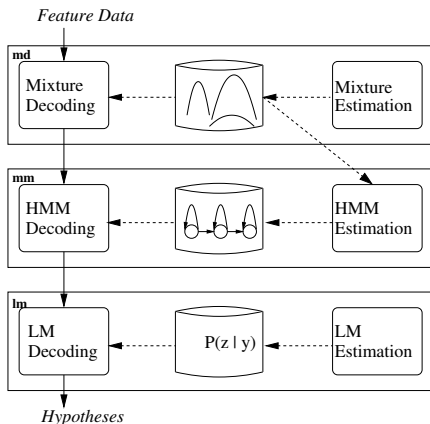 Feature Data
md
Mixture
Decoding
Mixture
Estimation
mm
HMM
Decoding
HMM
Estimation
lm
LM
Decoding
P(z | y)
LM
Estimation
Hypotheses